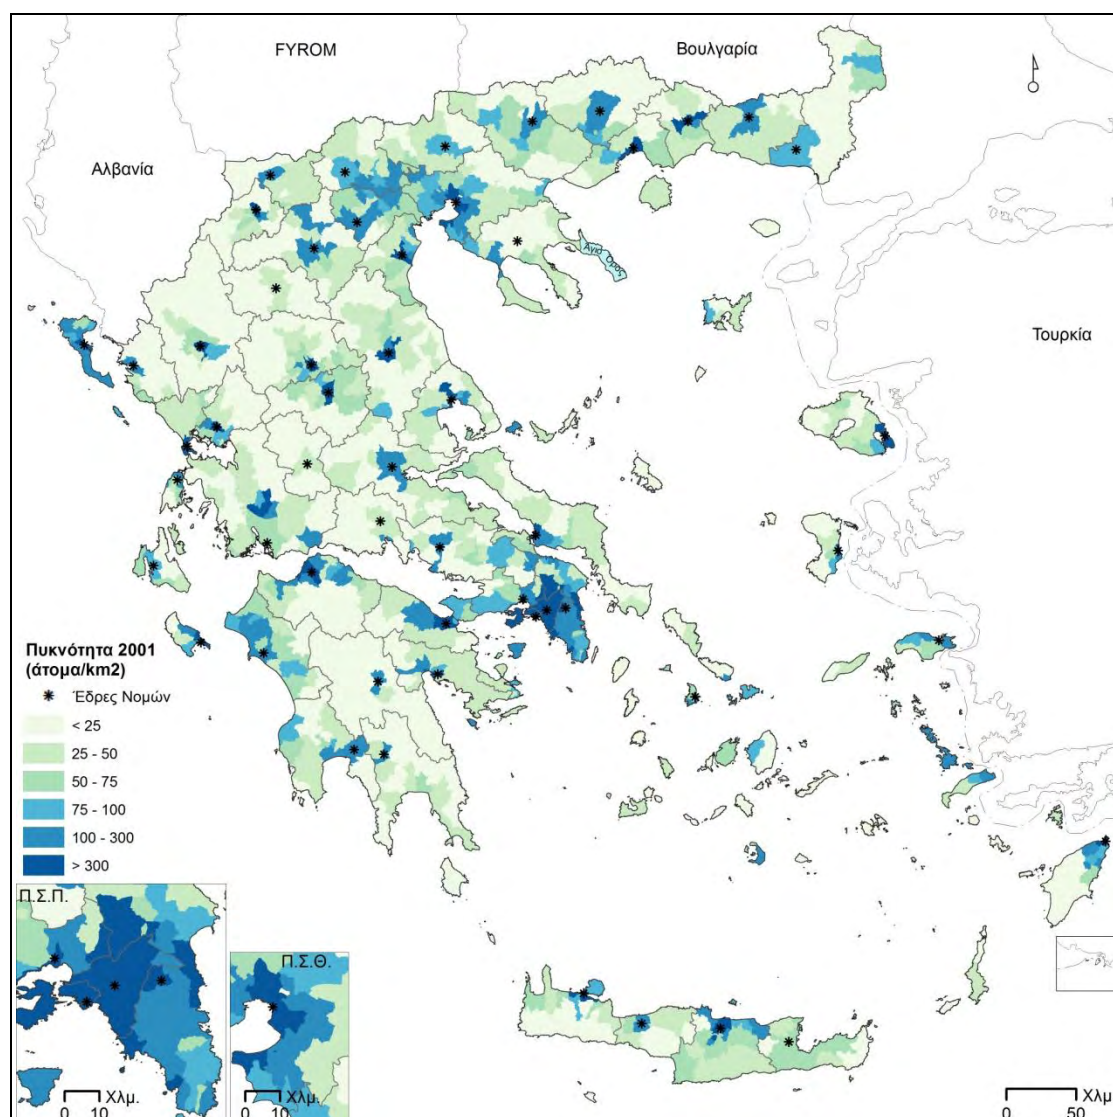 FYROM
Βουλγαρία
Αλβανία
Άγιο Όρος
Τουρκία
Πυκνότητα 2001
(άτομα/km2)
Έδρες Νομών
< 25
25 - 50
50 - 75
75 - 100
100 - 300
> 300
Π.Σ.Π.
Π.Σ.Θ.
Χλμ.
0 10
Χλμ.
0 10
Χλμ
0 50